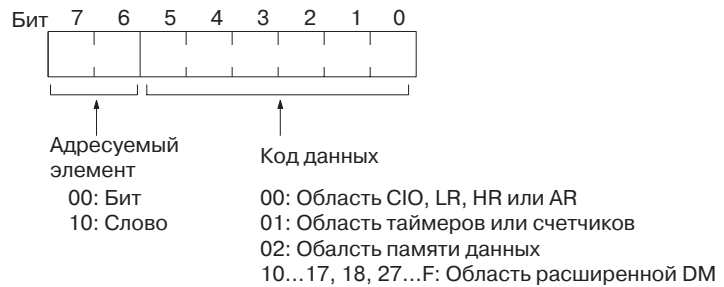 Бит 7 6 5 4 3 2 1 0
Адресуемый
элемент
00: Бит
10: Слово
Код данных
00: Область CIO, LR, HR или AR
01: Область таймеров или счетчиков
02: Обалсть памяти данных
10...17, 18, 27...F: Область расширенной DM